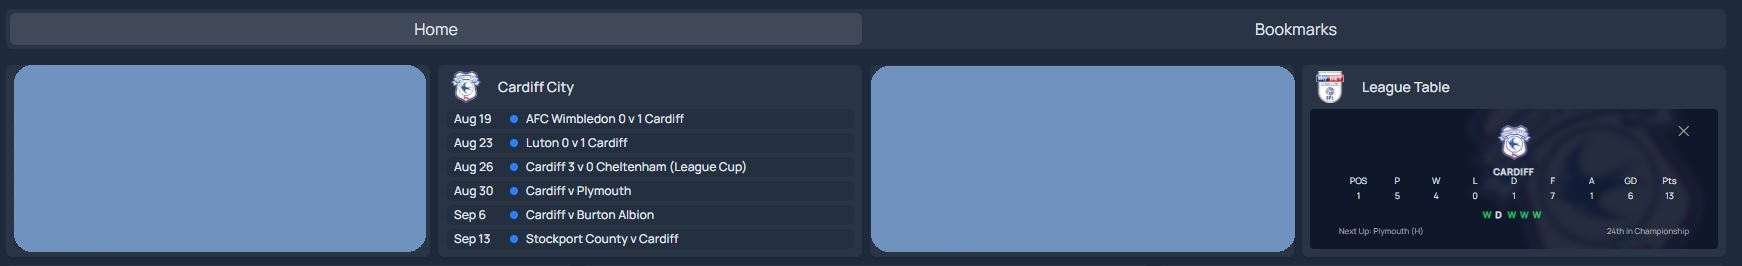 Home
Bookmarks
Cardiff City
Aug 19 AFC Wimbledon 0 v 1 Cardiff
Aug 23 Luton 0 v 1 Cardiff
Aug 26 Cardiff 3 v 0 Cheltenham (League Cup)
Aug 30 Cardiff v Plymouth
Sep 6 Cardiff v Burton Albion
Sep 13 Stockport County v Cardiff
sky BET
EFL
League Table
CARDIFF
POS P W L D F A GD Pts
1 5 4 0 1 7 1 6 13
W D W W W
Next Up: Plymouth (H)
24th in Championship